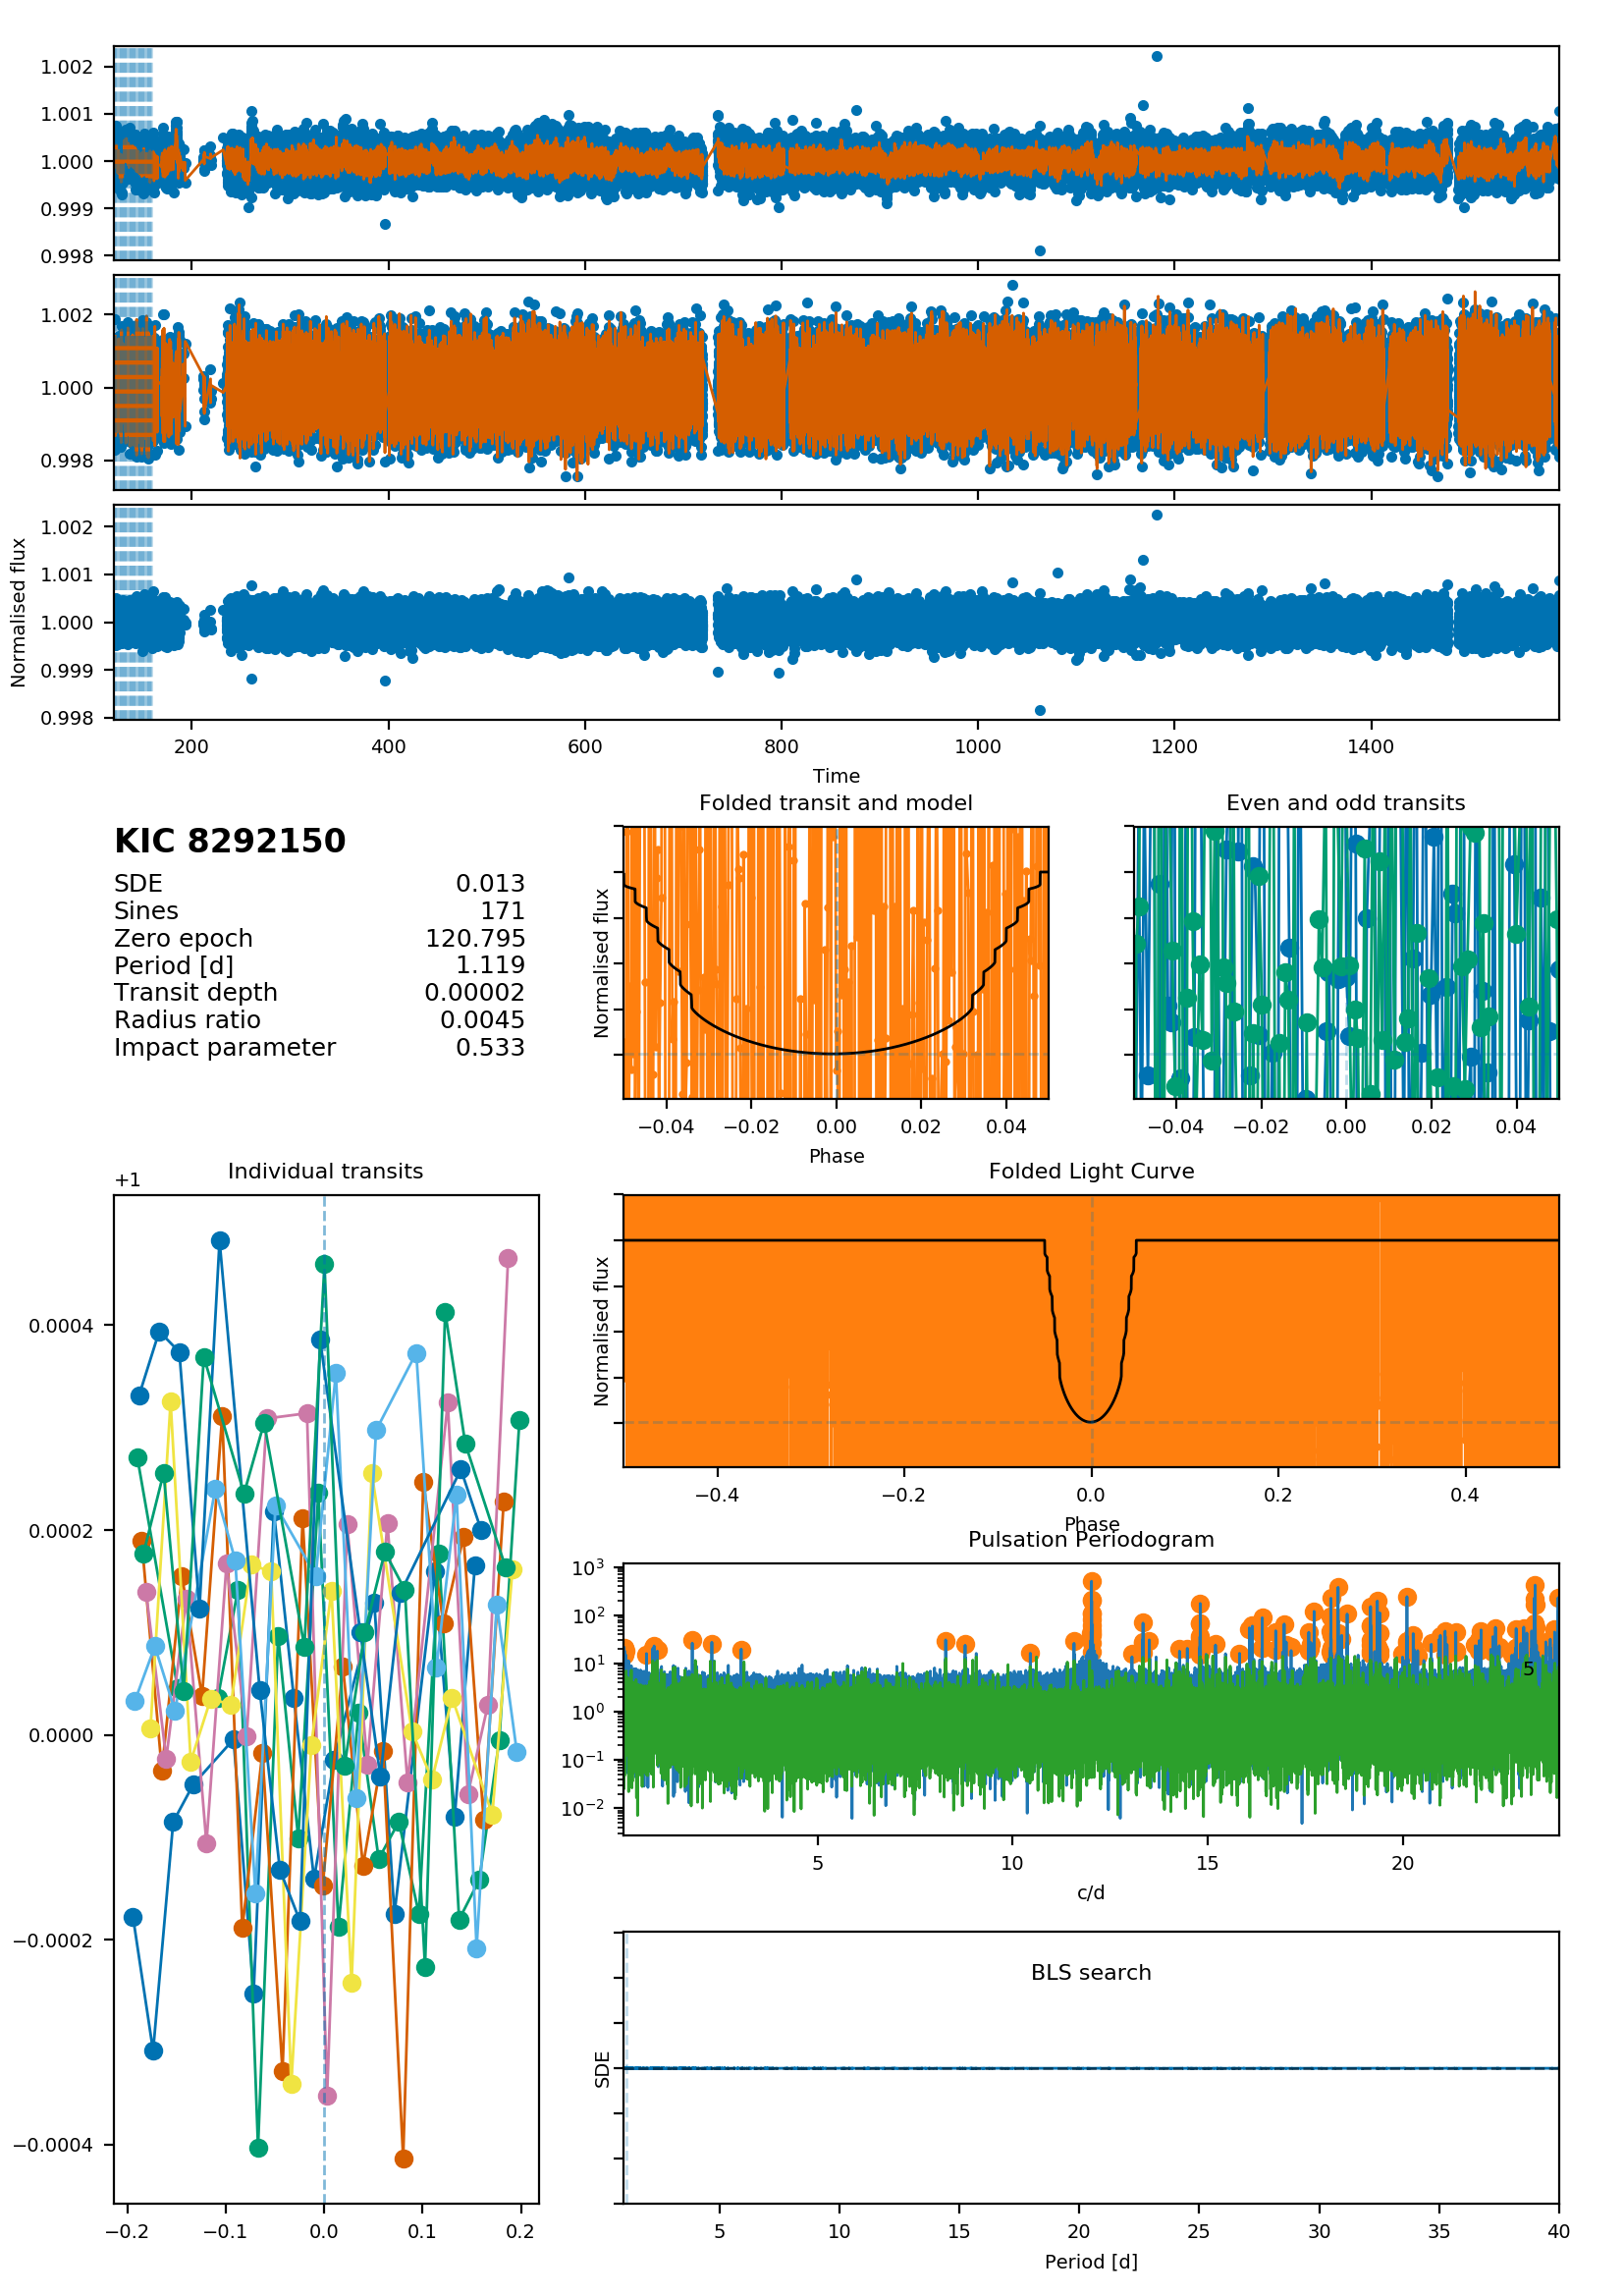 1.002
1.001
1.000
0.999
0.998
1.002
1.000
0.998
Normalised flux
1.002
1.001
1.000
0.999
0.998
200 400 600 800 1000 1200 1400
Time
KIC 8292150
SDE 0.013
Sines 171
Zero epoch 120.795
Period [d] 1.119
Transit depth 0.00002
Radius ratio 0.0045
Impact parameter 0.533
Folded transit and model
Normalised flux
−0.04 −0.02 0.00 0.02 0.04
Phase
Even and odd transits
−0.04 −0.02 0.00 0.02 0.04
Individual transits
+1
0.0004
0.0002
0.0000
−0.0002
−0.0004
−0.2 −0.1 0.0 0.1 0.2
Folded Light Curve
Normalised flux
−0.4 −0.2 0.0 0.2 0.4
Phase
Pulsation Periodogram
10³
10²
10¹
10⁰
10⁻¹
10⁻²
5
5 10 15 20
c/d
BLS search
SDE
5 10 15 20 25 30 35 40
Period [d]